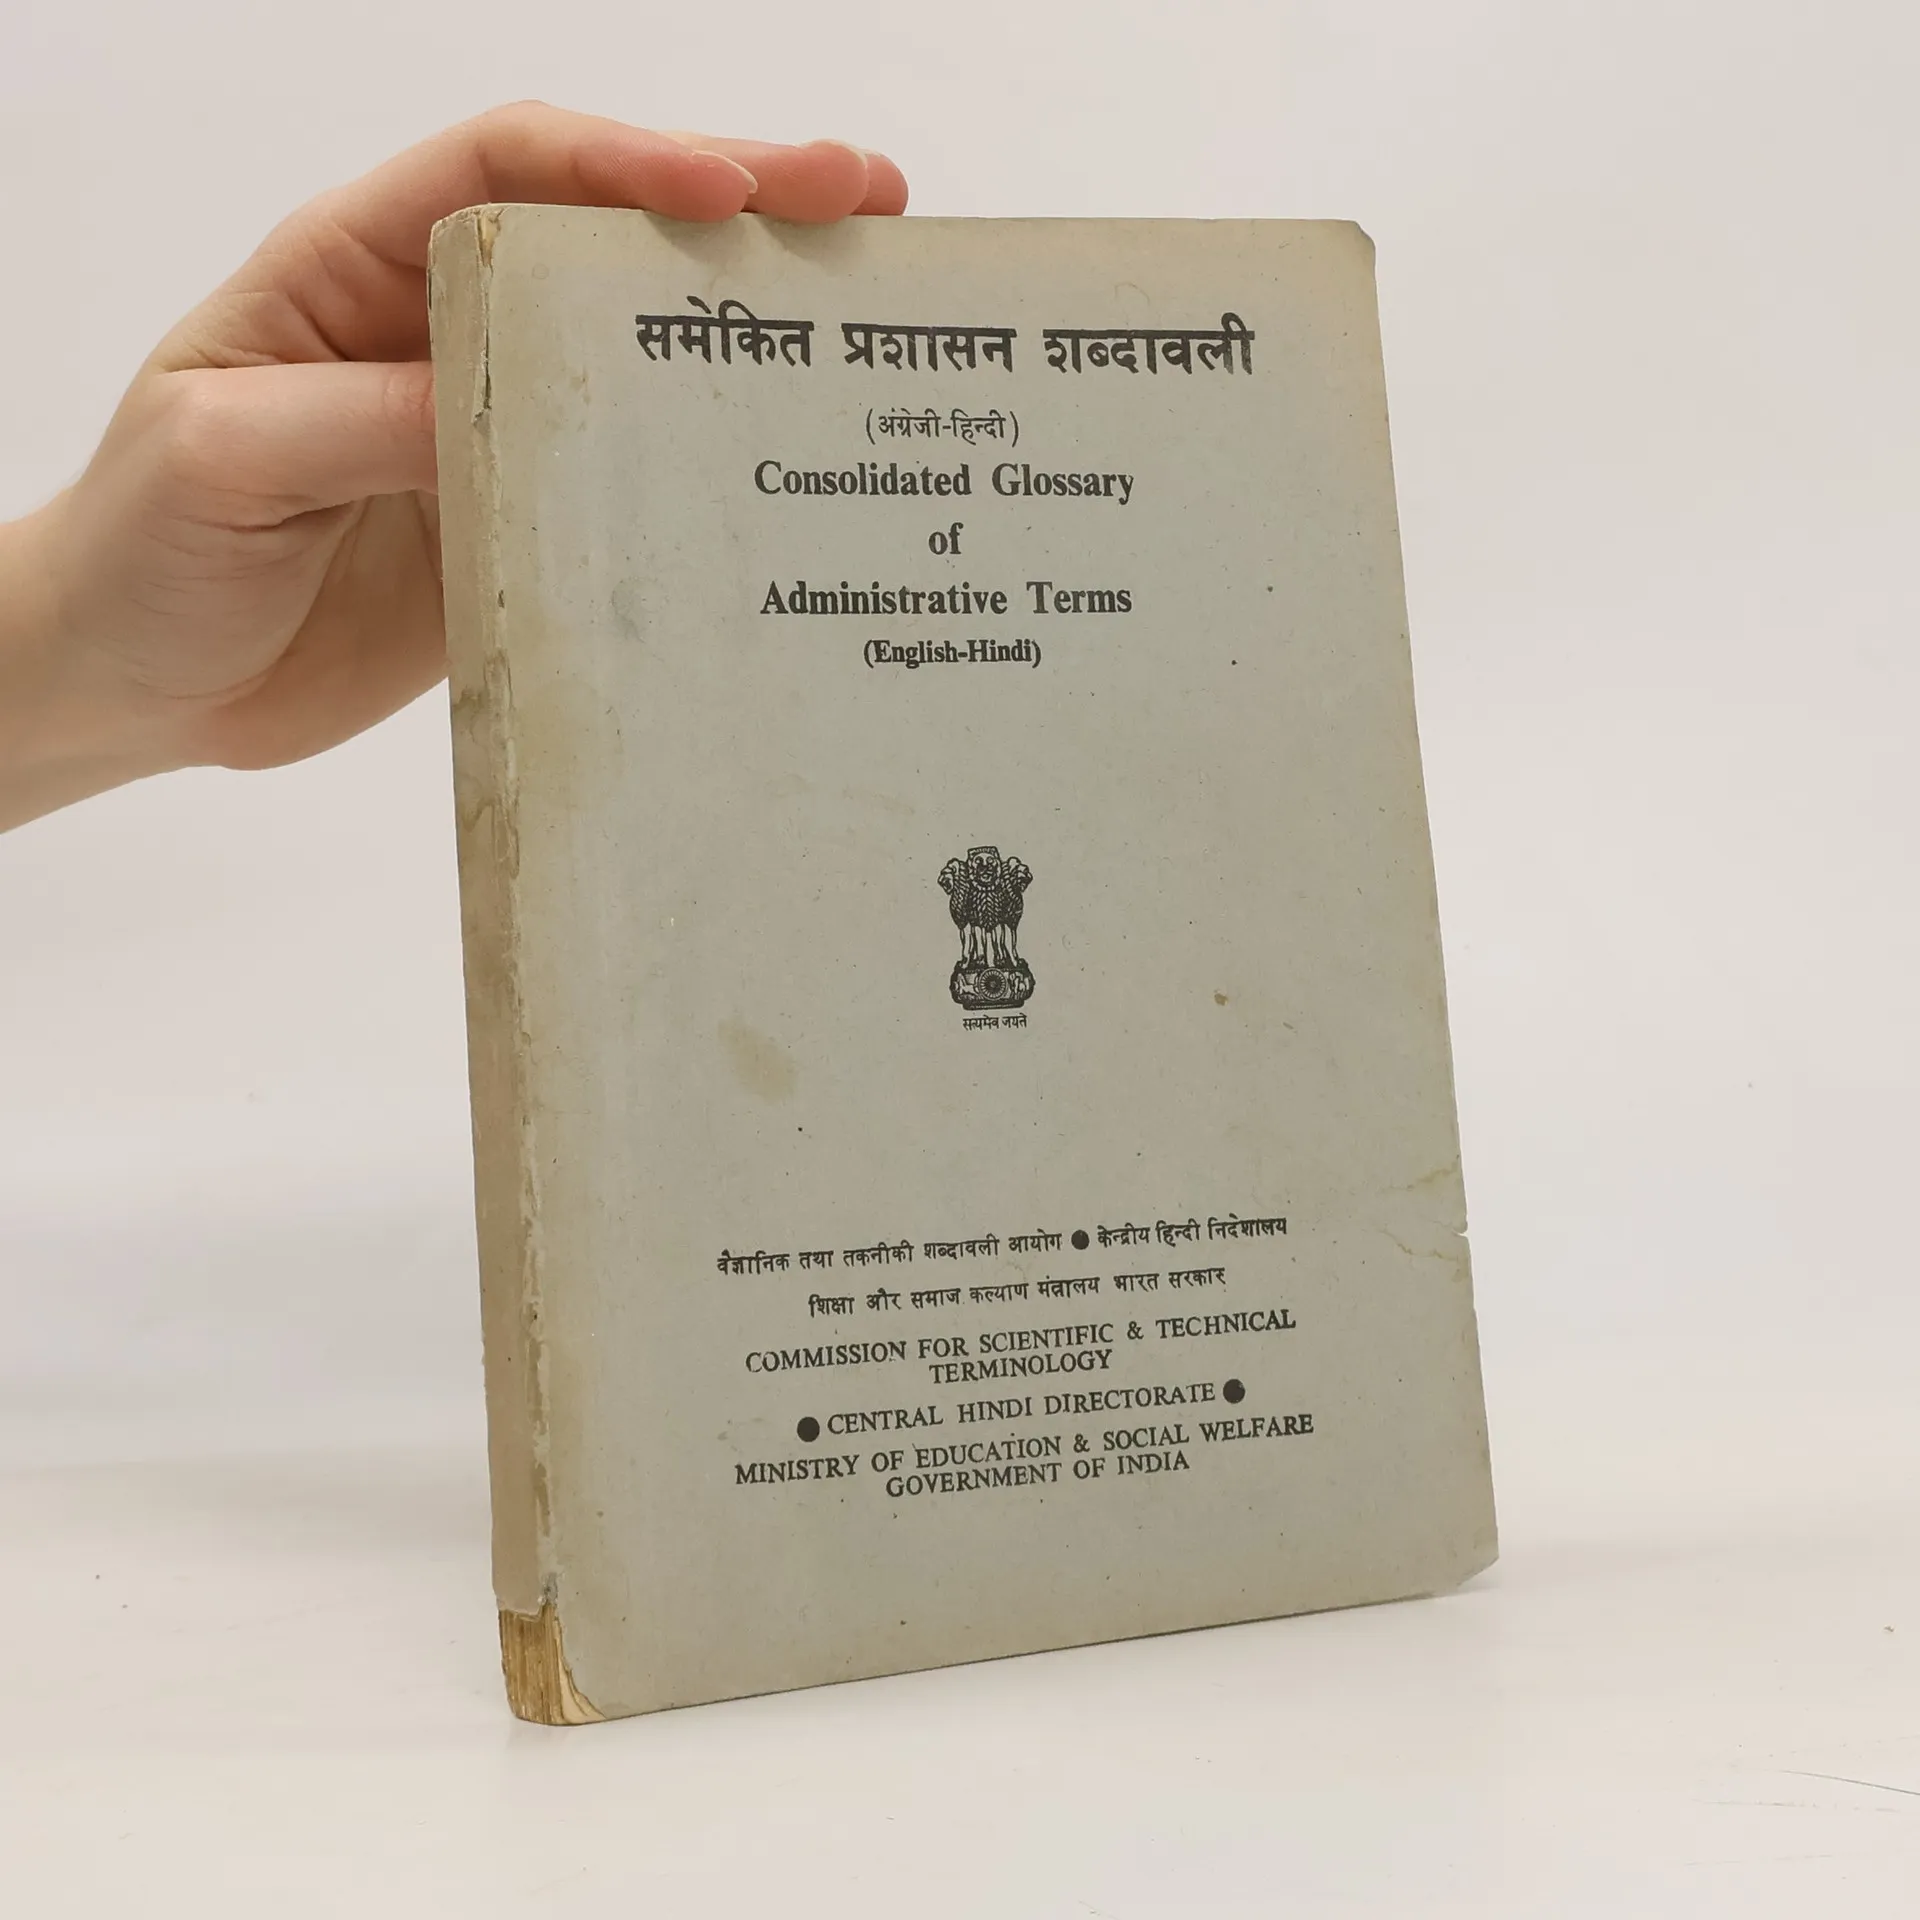 समेकित प्रशासन शब्दावली
(अंग्रेजी-हिन्दी)
Consolidated Glossary
of
Administrative Terms
(English-Hindi)
सत्यमेव जयते
वैज्ञानिक तथा तकनीकी शब्दावली आयोग ● केन्द्रीय हिन्दी निदेशालय
शिक्षा और समाज कल्याण मंत्रालय भारत सरकार
COMMISSION FOR SCIENTIFIC & TECHNICAL
TERMINOLOGY
● CENTRAL HINDI DIRECTORATE ●
MINISTRY OF EDUCATION & SOCIAL WELFARE
GOVERNMENT OF INDIA